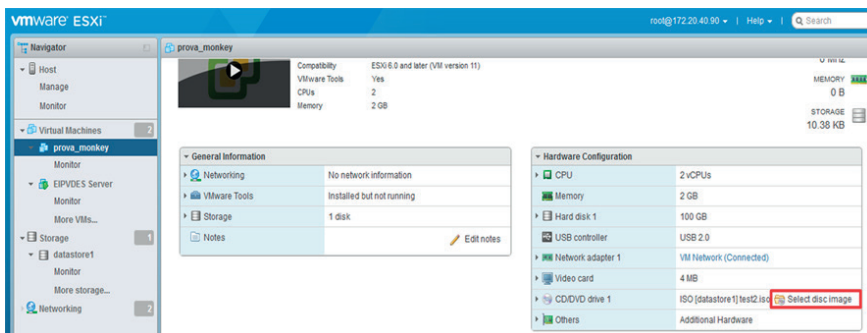 vmware ESXi™
root@172.20.40.90 | Help | Search
Navigator
prova_monkey
Host
Manage
Monitor
Virtual Machines 2
prova_monkey
Monitor
EIPVDES Server
Monitor
More VMs...
Storage 1
datastore1
Monitor
More storage...
Networking 2
Compatibility ESXi 6.0 and later (VM version 11)
VMware Tools Yes
CPUs 2
Memory 2 GB
0 MHz
MEMORY
0 B
STORAGE
10.38 KB
General Information
Networking No network information
VMware Tools Installed but not running
Storage 1 disk
Notes Edit notes
Hardware Configuration
CPU 2 vCPUs
Memory 2 GB
Hard disk 1 100 GB
USB controller USB 2.0
Network adapter 1 VM Network (Connected)
Video card 4 MB
CD/DVD drive 1 ISO [datastore1] test2.iso Select disc image
Others Additional Hardware